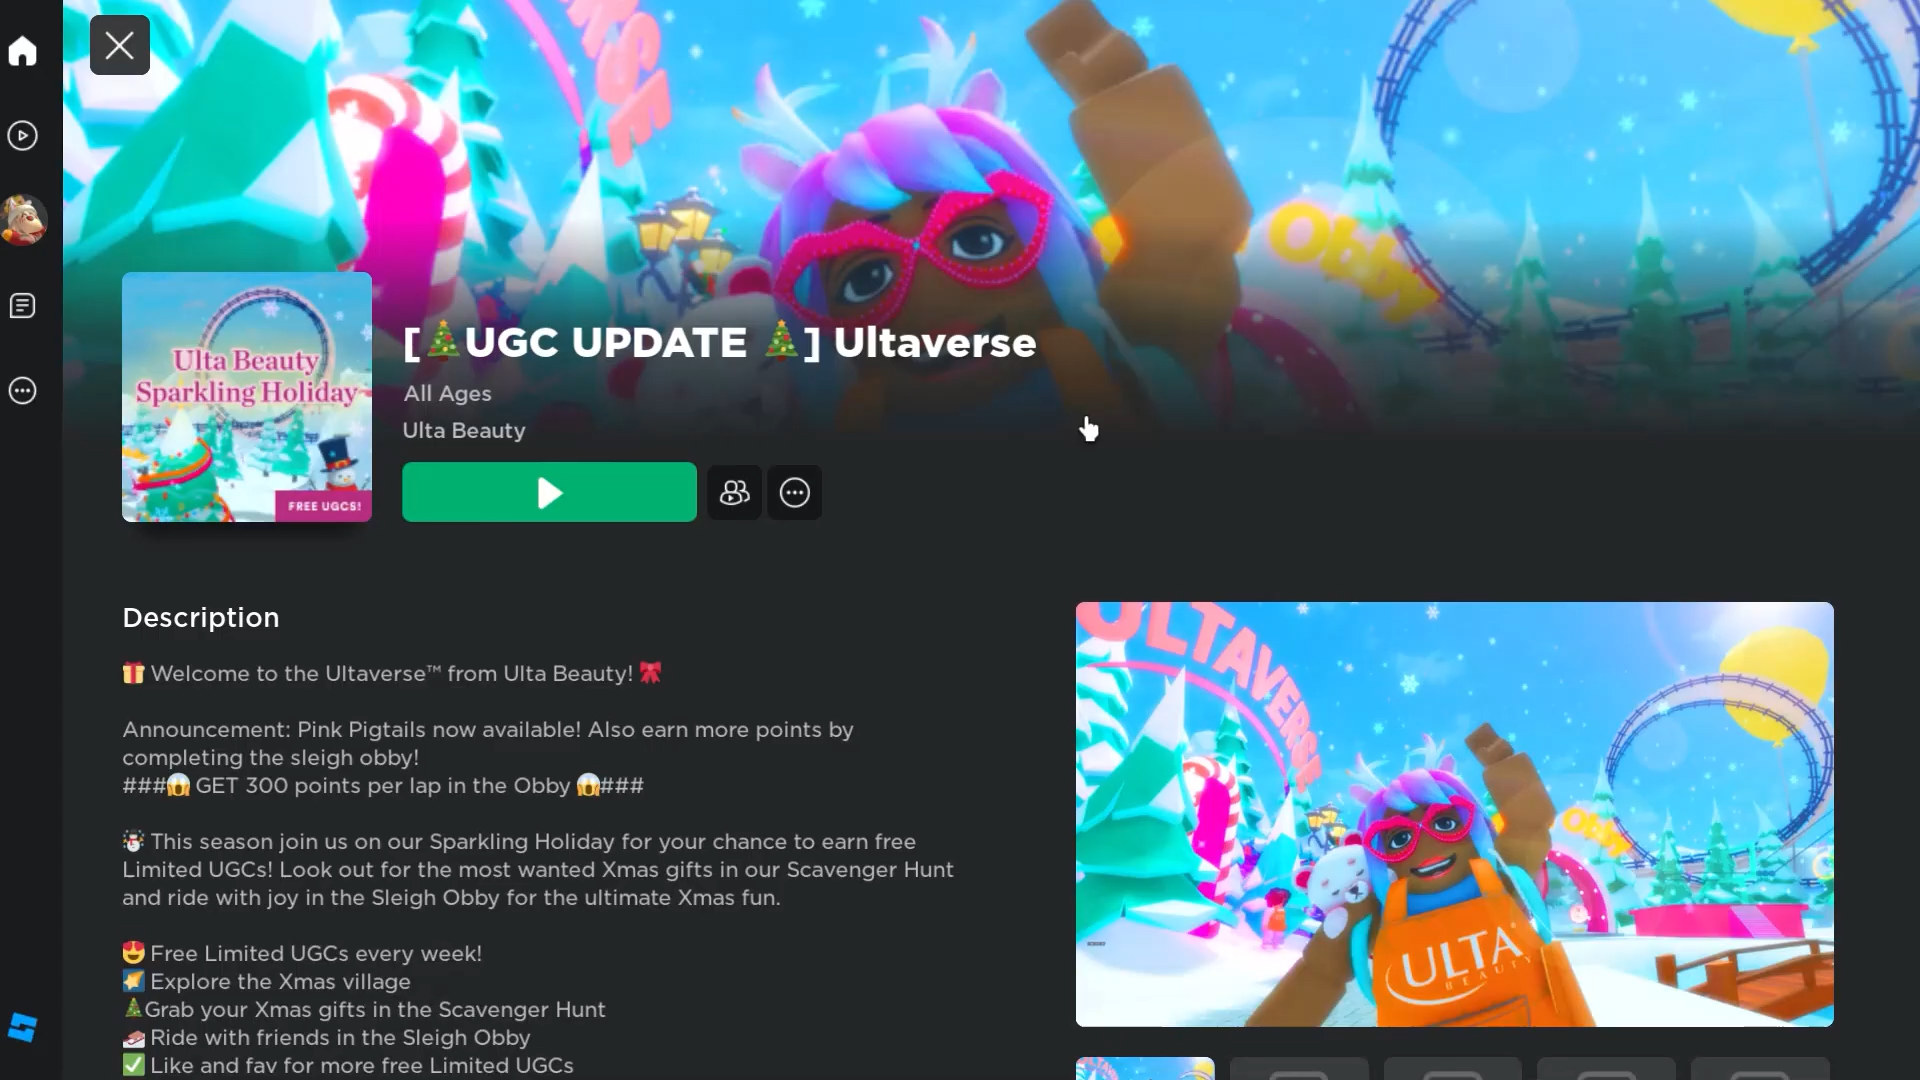 Obby
[🎄UGC UPDATE 🎄] Ultaverse
All Ages
Ulta Beauty
Ulta Beauty
Sparkling Holiday
FREE UGCS!
Description
🎁 Welcome to the Ultaverse™ from Ulta Beauty! 🎀
Announcement: Pink Pigtails now available! Also earn more points by
completing the sleigh obby!
###😱 GET 300 points per lap in the Obby 😱###
☃️ This season join us on our Sparkling Holiday for your chance to earn free
Limited UGCs! Look out for the most wanted Xmas gifts in our Scavenger Hunt
and ride with joy in the Sleigh Obby for the ultimate Xmas fun.
😍 Free Limited UGCs every week!
🌠 Explore the Xmas village
🎄Grab your Xmas gifts in the Scavenger Hunt
🛷 Ride with friends in the Sleigh Obby
✅ Like and fav for more free Limited UGCs
ULTAVERSE
Obby
ULTA
BEAUTY